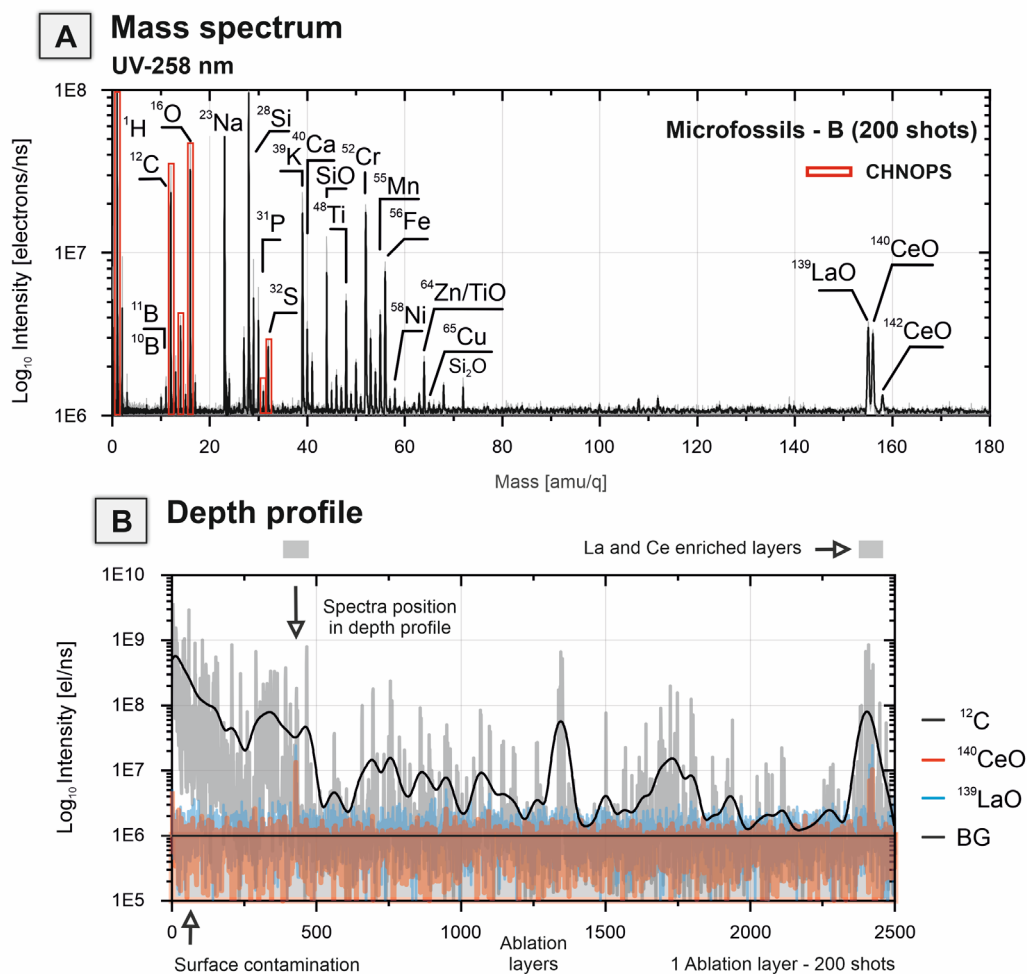 A Mass spectrum
UV-258 nm
Log₁₀ Intensity [electrons/ns]
1E8
1E7
1E6
¹H
¹²C
¹⁶O
²³Na
²⁸Si
³⁹K
⁴⁰Ca
SiO
⁵²Cr
⁵⁵Mn
⁵⁶Fe
⁴⁸Ti
³¹P
³²S
¹¹B
¹⁰B
⁵⁸Ni
⁶⁴Zn/TiO
⁶⁵Cu
Si₂O
Microfossils - B (200 shots)
CHNOPS
¹³⁹LaO
¹⁴⁰CeO
¹⁴²CeO
0 20 40 60 80 100 120 140 160 180
Mass [amu/q]
B Depth profile
La and Ce enriched layers
Log₁₀ Intensity [el/ns]
1E10
1E9
1E8
1E7
1E6
1E5
Spectra position
in depth profile
¹²C
¹⁴⁰CeO
¹³⁹LaO
BG
0 500 1000 1500 2000 2500
Surface contamination
Ablation
layers
1 Ablation layer - 200 shots